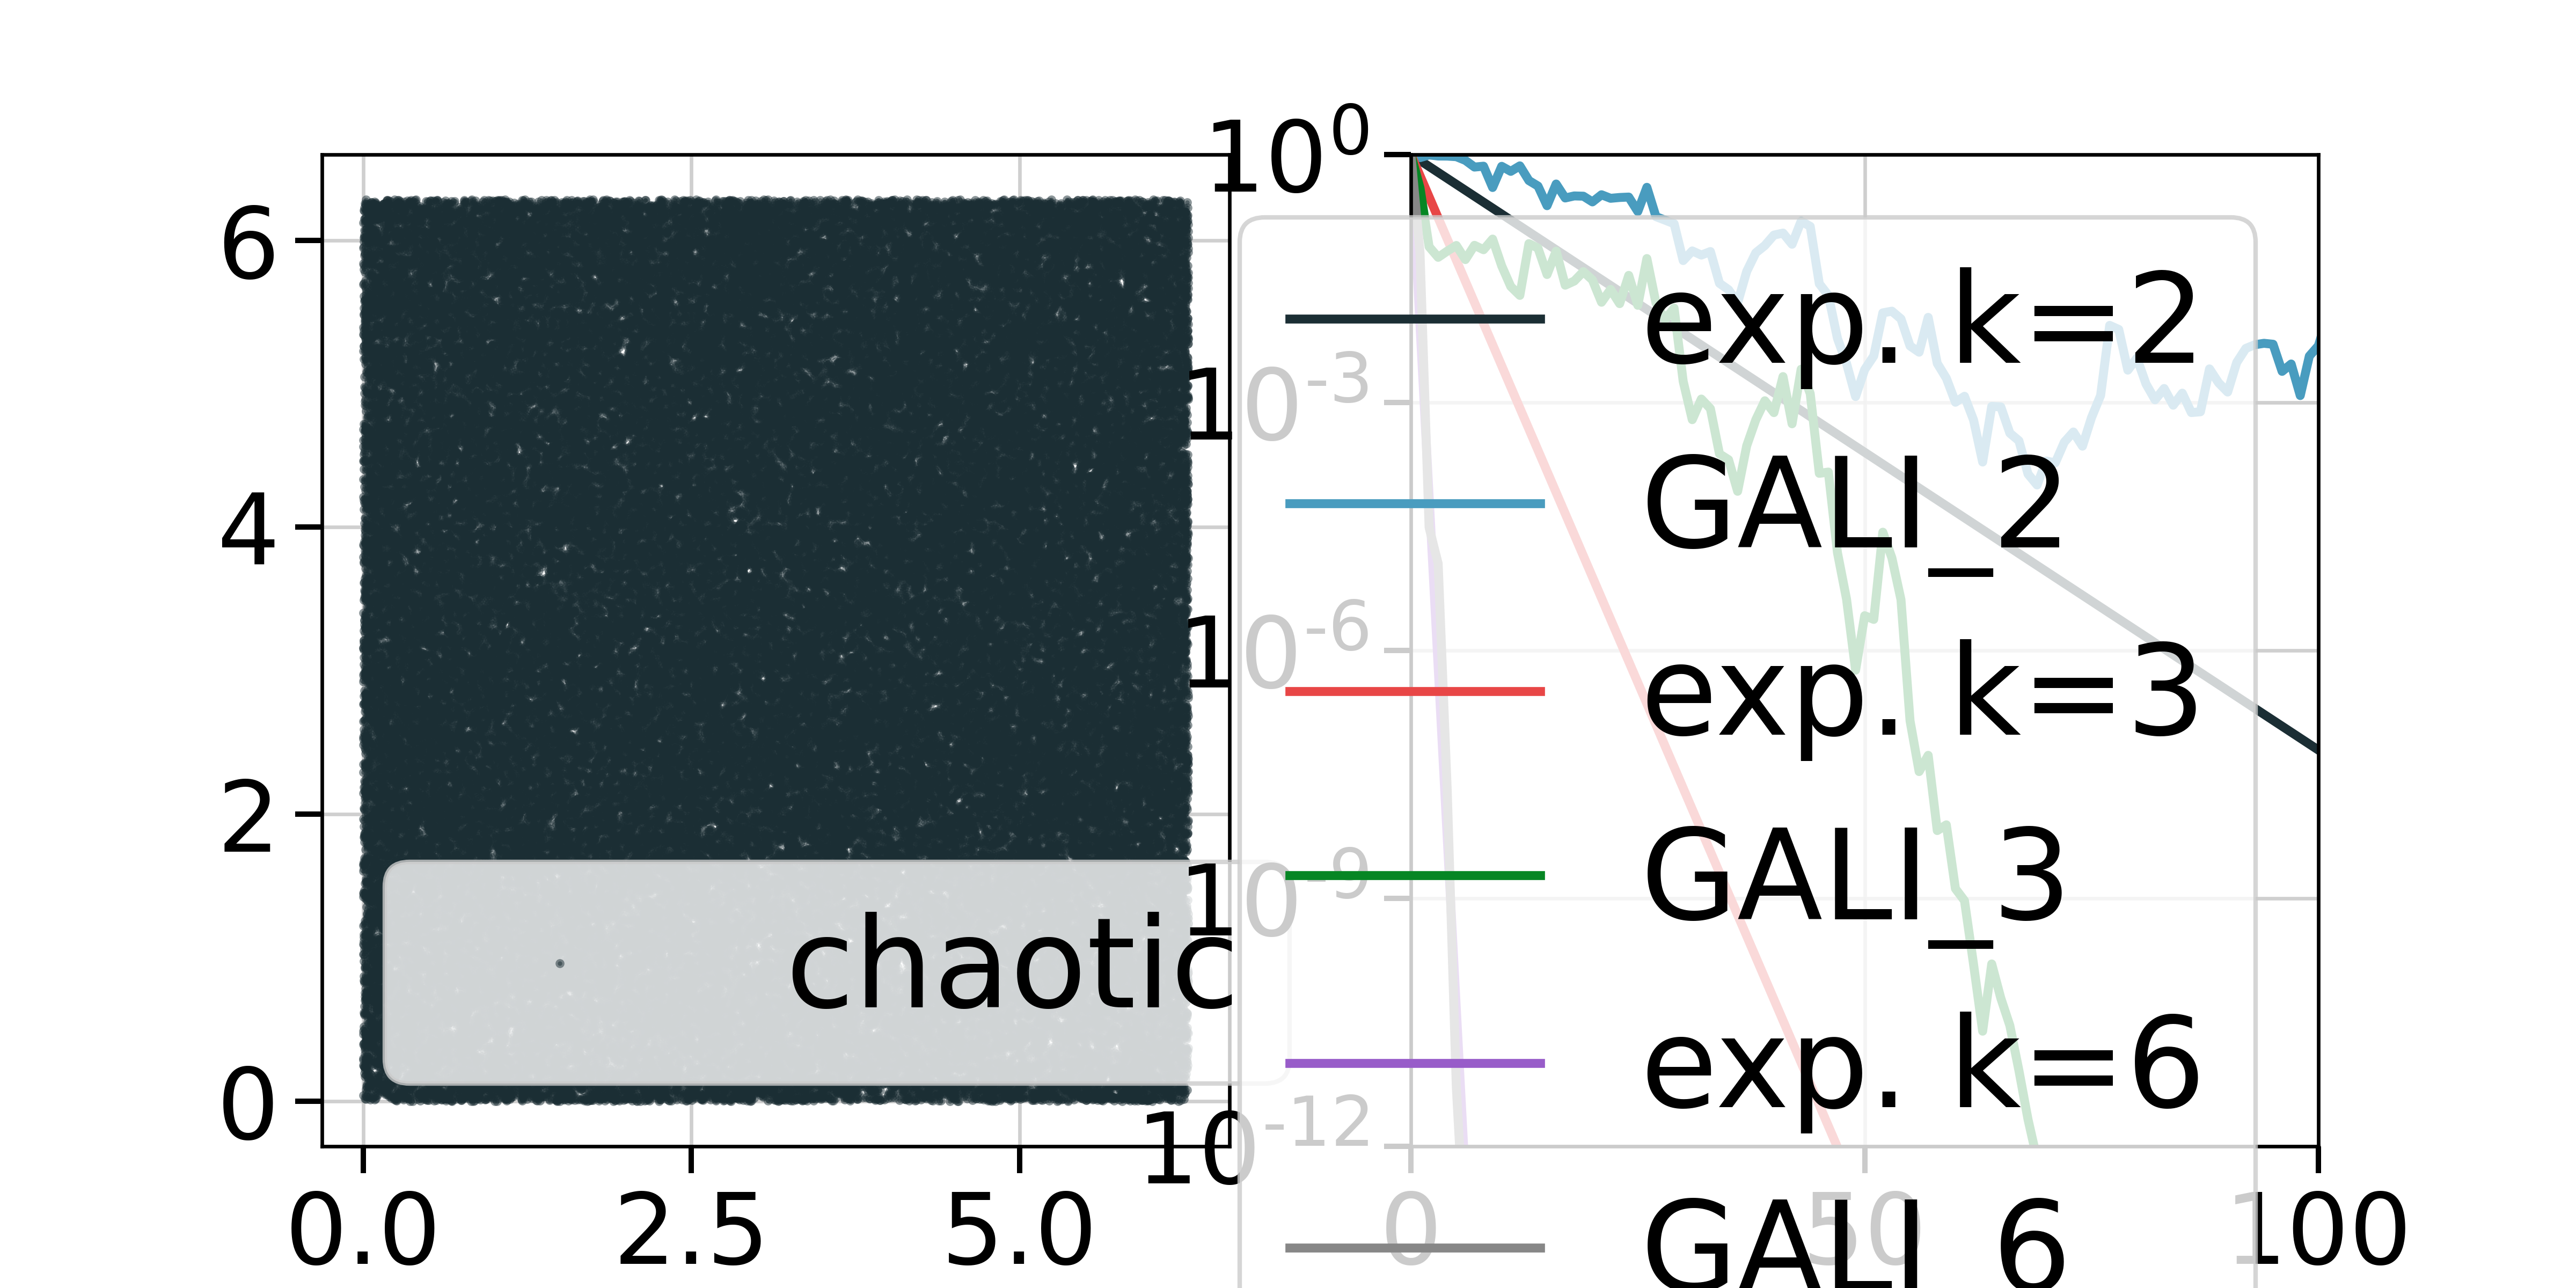 6
4
2
0
0.0 2.5 5.0
chaotic
10^0
10^-3
10^-6
10^-9
10^-12
0 50 100
exp. k=2
GALI_2
exp. k=3
GALI_3
exp. k=6
GALI_6